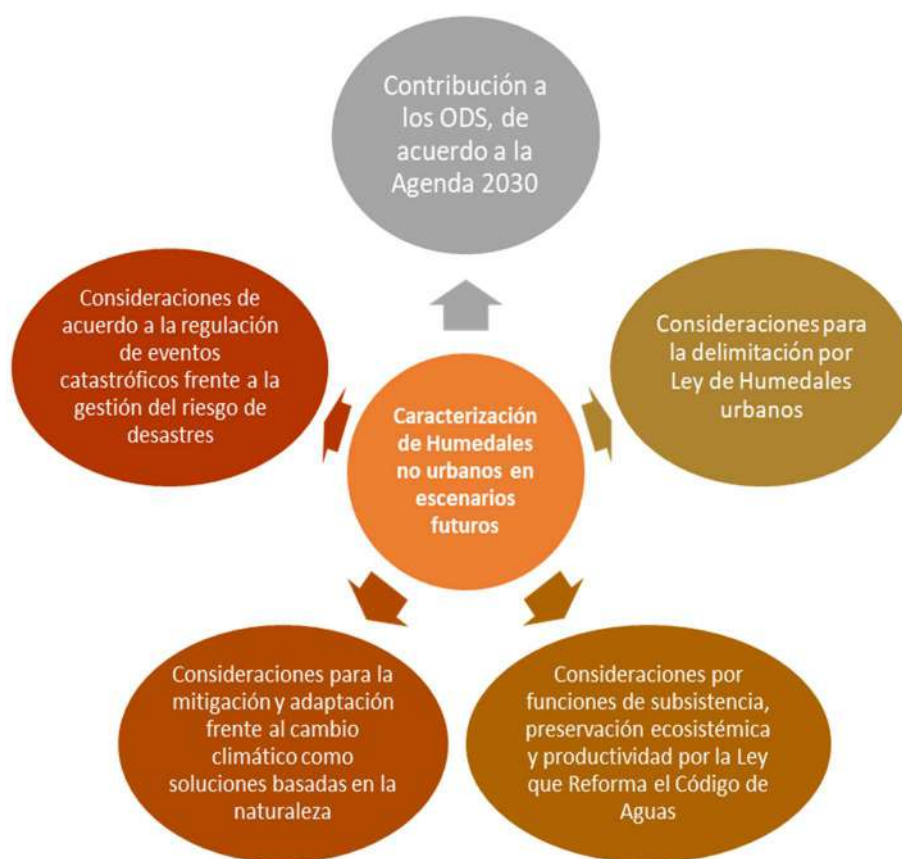 Contribución a
los ODS, de
acuerdo a la
Agenda 2030
Consideraciones de
acuerdo a la regulación
de eventos
catastróficos frente a la
gestión del riesgo de
desastres
Consideraciones para
la delimitación por
Ley de Humedales
urbanos
Caracterización
de Humedales
no urbanos en
escenarios
futuros
Consideraciones para la
mitigación y adaptación
frente al cambio
climático como
soluciones basadas en la
naturaleza
Consideraciones por
funciones de subsistencia,
preservación ecosistémica
y productividad por la Ley
que Reforma el Código de
Aguas